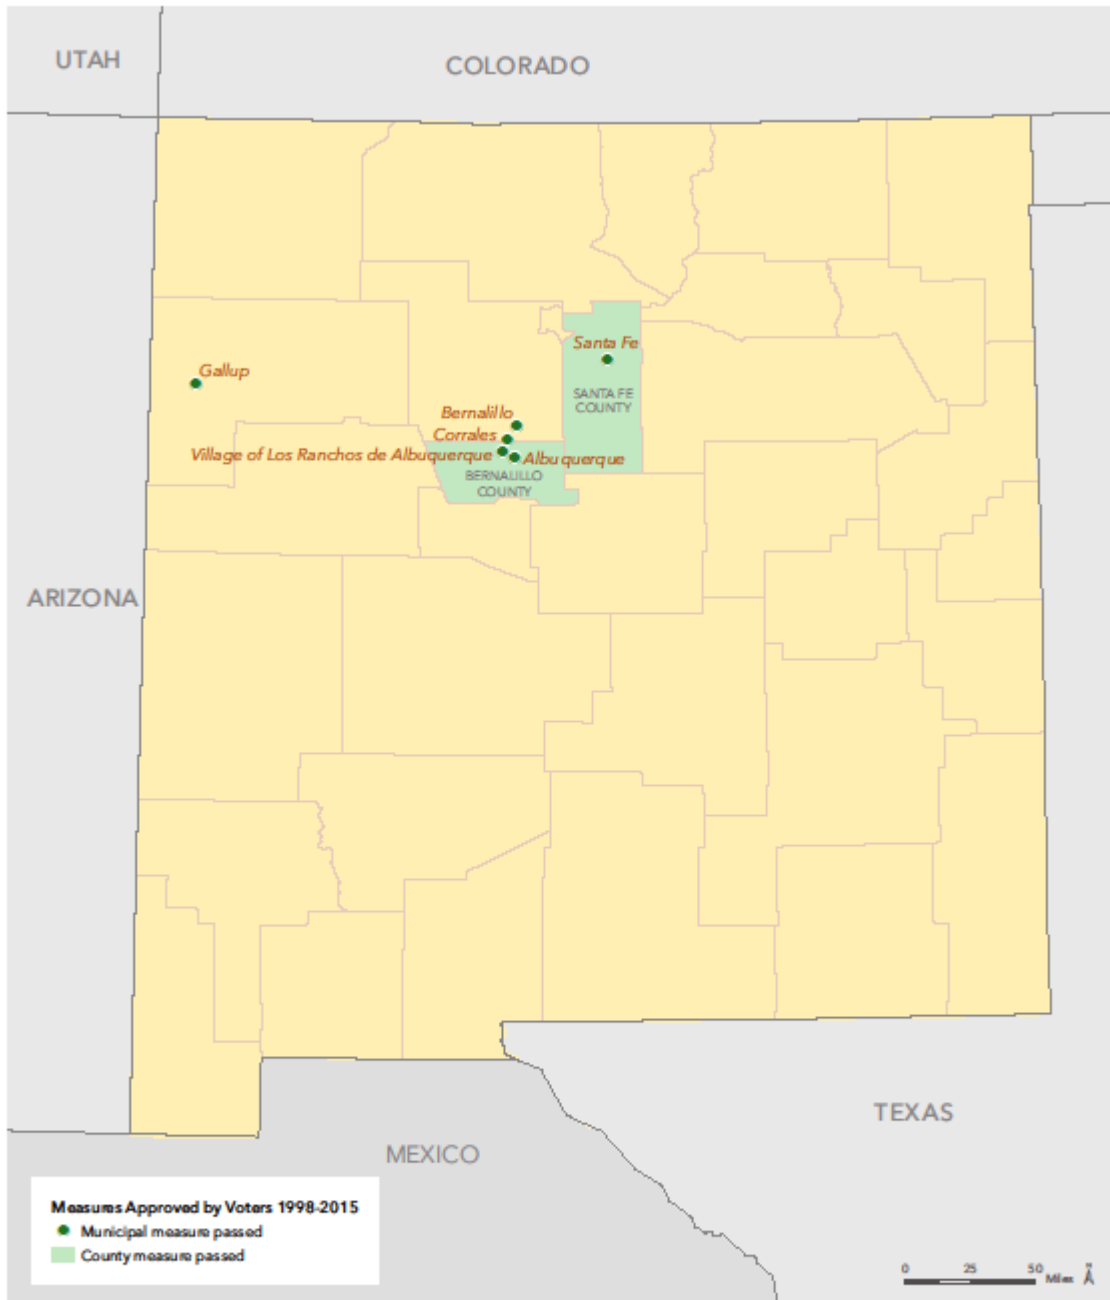 UTAH
COLORADO
Santa Fe
Gallup
SANTA FE
COUNTY
Bernalillo
Corrales
Village of Los Ranchos de Albuquerque
Albuquerque
BERNALILLO
COUNTY
ARIZONA
TEXAS
MEXICO
Measures Approved by Voters 1998-2015
Municipal measure passed
County measure passed
0 25 50
Miles
N